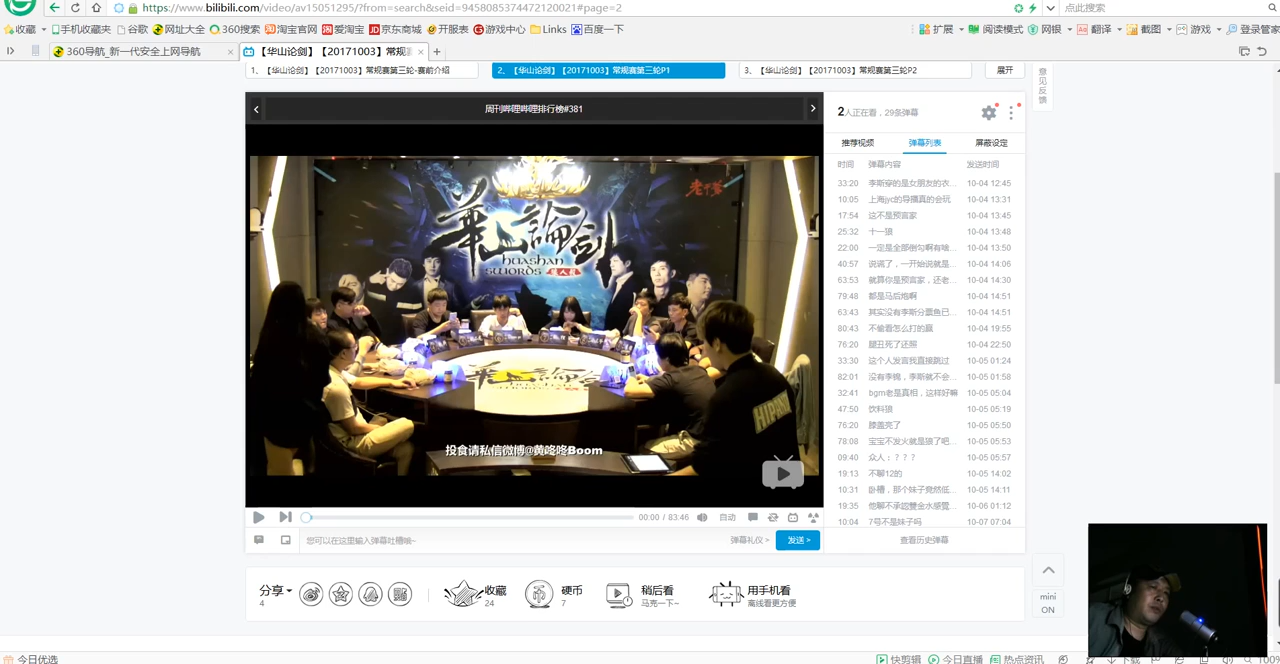 https://www.bilibili.com/video/av15051295/?from=search&seid=9458085374472120021#page=2
点此搜索
收藏 手机收藏夹 谷歌 网址大全 360搜索 淘宝官网 爱淘宝 京东商城 开服表 游戏中心 Links 百度一下 扩展 阅读模式 网银 翻译 截图 游戏 登录管家
360导航_新一代安全上网导航
【华山论剑】【20171003】常规
1、【华山论剑】【20171003】常规赛第三轮-赛前介绍
2、【华山论剑】【20171003】常规赛第三轮P1
3、【华山论剑】【20171003】常规赛第三轮P2
展开
意见反馈
周刊哔哩哔哩排行榜#381
華山論剑
HUASHAN
SWORDS
HIPANDA
投食请私信微博@黄咚咚Boom
00:00 / 83:46
自动
您可以在这里输入弹幕吐槽哦~
弹幕礼仪 >
发送 >
2人正在看，29条弹幕
推荐视频 弹幕列表 屏蔽设定
时间 弹幕内容 发送时间
33:20 李斯穿的是女朋友的衣... 10-04 12:45
10:05 上海jyc的导播真的会玩 10-04 13:31
17:54 这不是预言家 10-04 13:45
25:32 十一狼 10-04 13:48
22:00 一定是全部倒勾啊有啥... 10-04 13:50
40:57 说谎了，一开始说就是... 10-04 14:06
63:53 就算你是预言家，还老... 10-04 14:30
79:48 都是马后炮啊 10-04 14:51
63:43 其实没有李斯分票鱼已... 10-04 14:51
80:43 不偷看怎么打的赢 10-04 19:55
76:20 腿丑死了还照 10-04 22:50
33:30 这个人发言我直接跳过 10-05 01:24
82:01 没有李锦，李斯就不会... 10-05 01:58
32:41 bgm老是真相，这样好嘛 10-05 05:04
47:50 饮料狼 10-05 05:19
76:20 膝盖亮了 10-05 05:50
78:08 宝宝不发火就是狼了吧... 10-05 05:53
09:40 众人：？？？ 10-05 05:57
19:13 不聊12的 10-05 14:02
10:31 卧槽，那个妹子竟然低... 10-05 14:11
19:35 10-06 01:12
10:04 7号不是妹子吗 10-07 07:04
查看历史弹幕
分享
4
收藏
24
硬币
7
稍后看
马克一下~
用手机看
离线看更方便
mini
ON
今日优选
快剪辑 今日直播 热点资讯 下载 100%